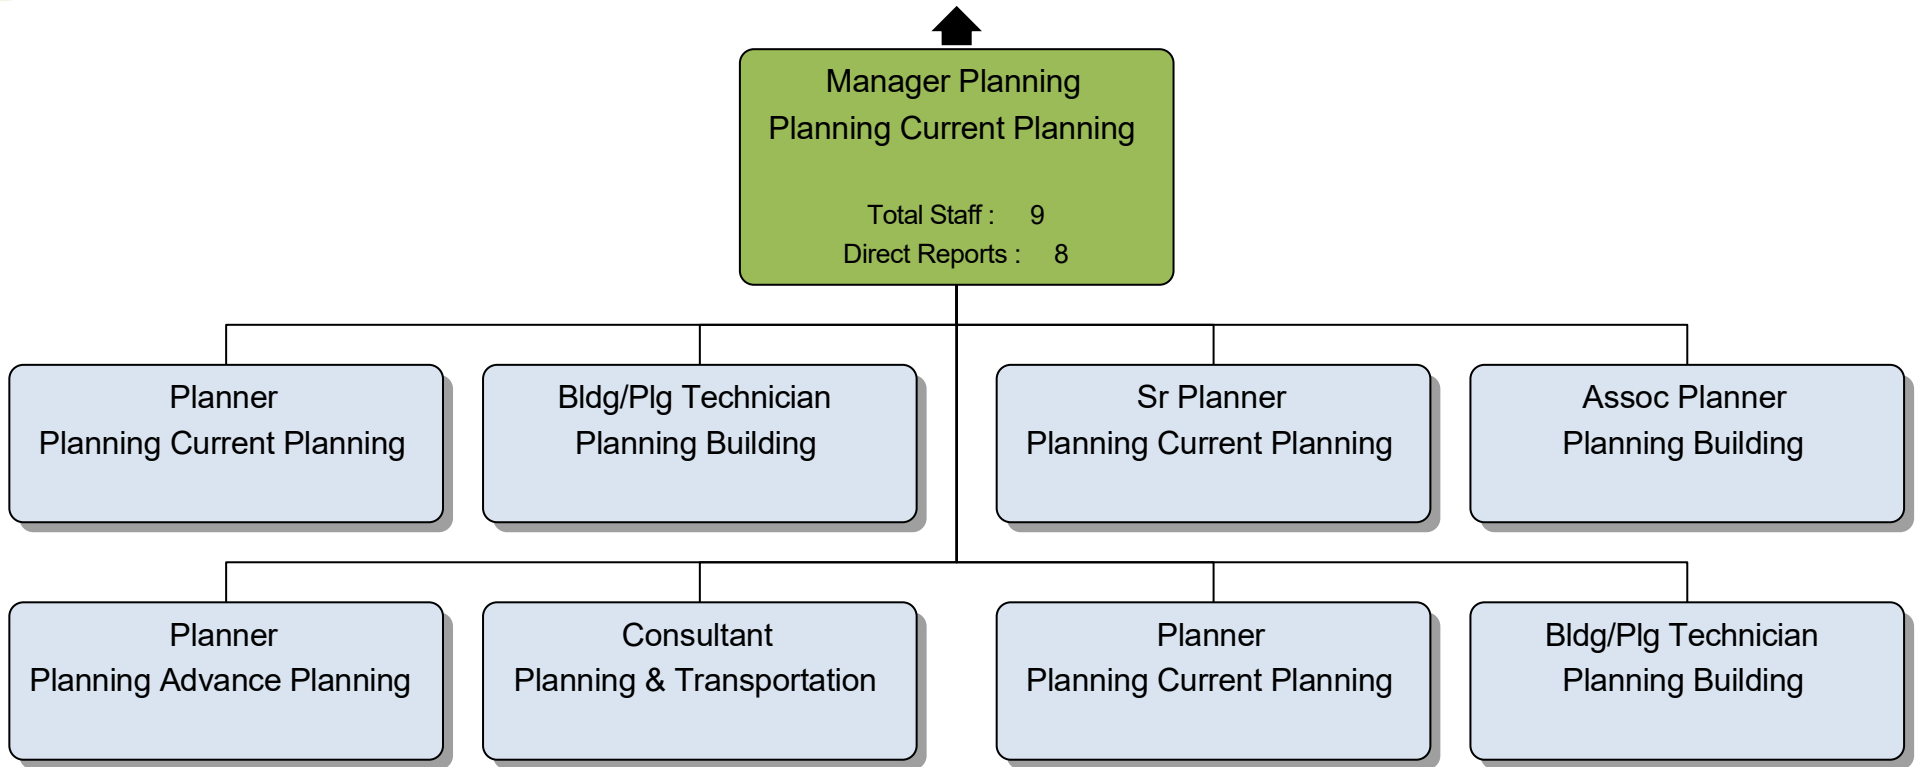 Manager Planning
Planning Current Planning
Total Staff : 9
Direct Reports : 8
Planner
Planning Current Planning
Bldg/Plg Technician
Planning Building
Sr Planner
Planning Current Planning
Assoc Planner
Planning Building
Planner
Planning Advance Planning
Consultant
Planning & Transportation
Planner
Planning Current Planning
Bldg/Plg Technician
Planning Building